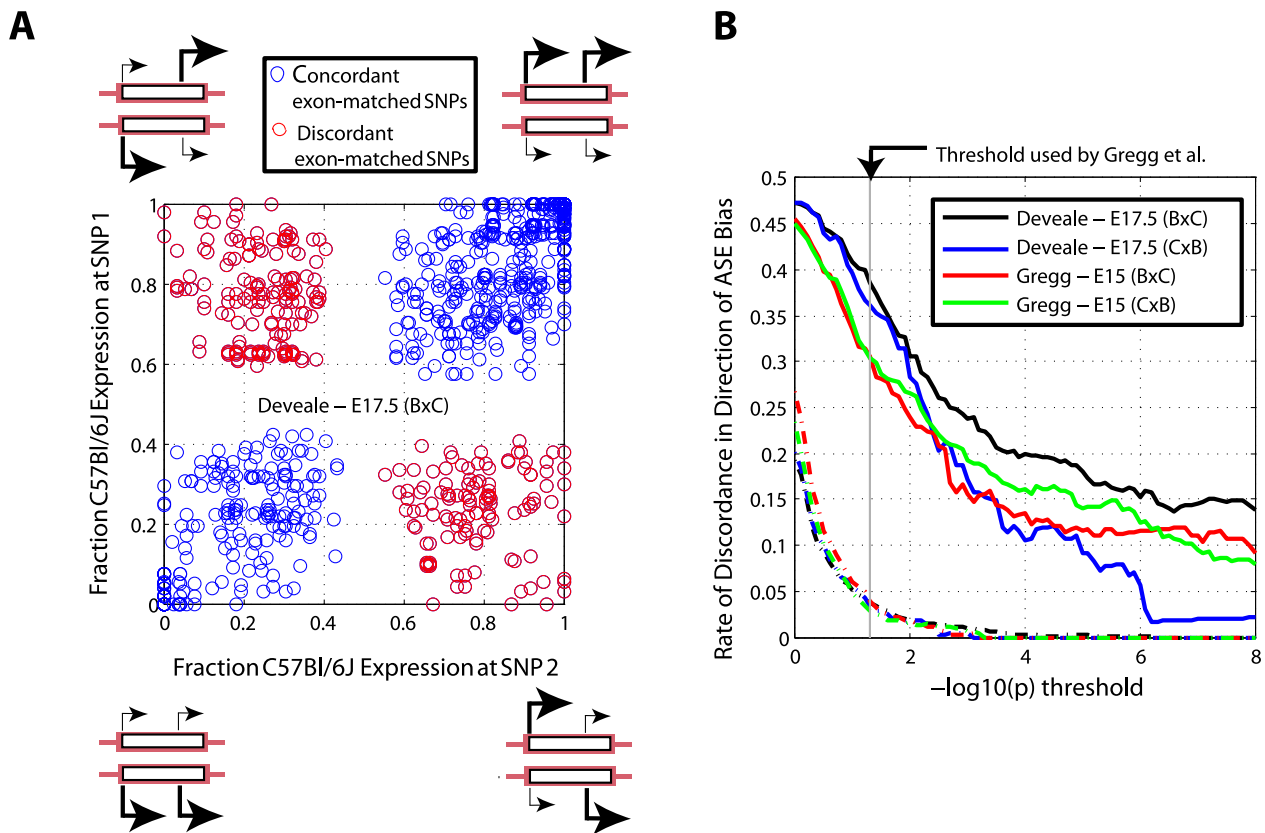 A
Concordant
exon-matched SNPs
Discordant
exon-matched SNPs
Fraction C57Bl/6J Expression at SNP1
1
0.8
0.6
0.4
0.2
0
Deveale – E17.5 (BxC)
0
0.2
0.4
0.6
0.8
1
Fraction C57Bl/6J Expression at SNP 2
B
Threshold used by Gregg et al.
Rate of Discordance in Direction of ASE Bias
0.5
0.45
0.4
0.35
0.3
0.25
0.2
0.15
0.1
0.05
0
Deveale – E17.5 (BxC)
Deveale – E17.5 (CxB)
Gregg – E15 (BxC)
Gregg – E15 (CxB)
0
2
4
6
8
–log10(p) threshold